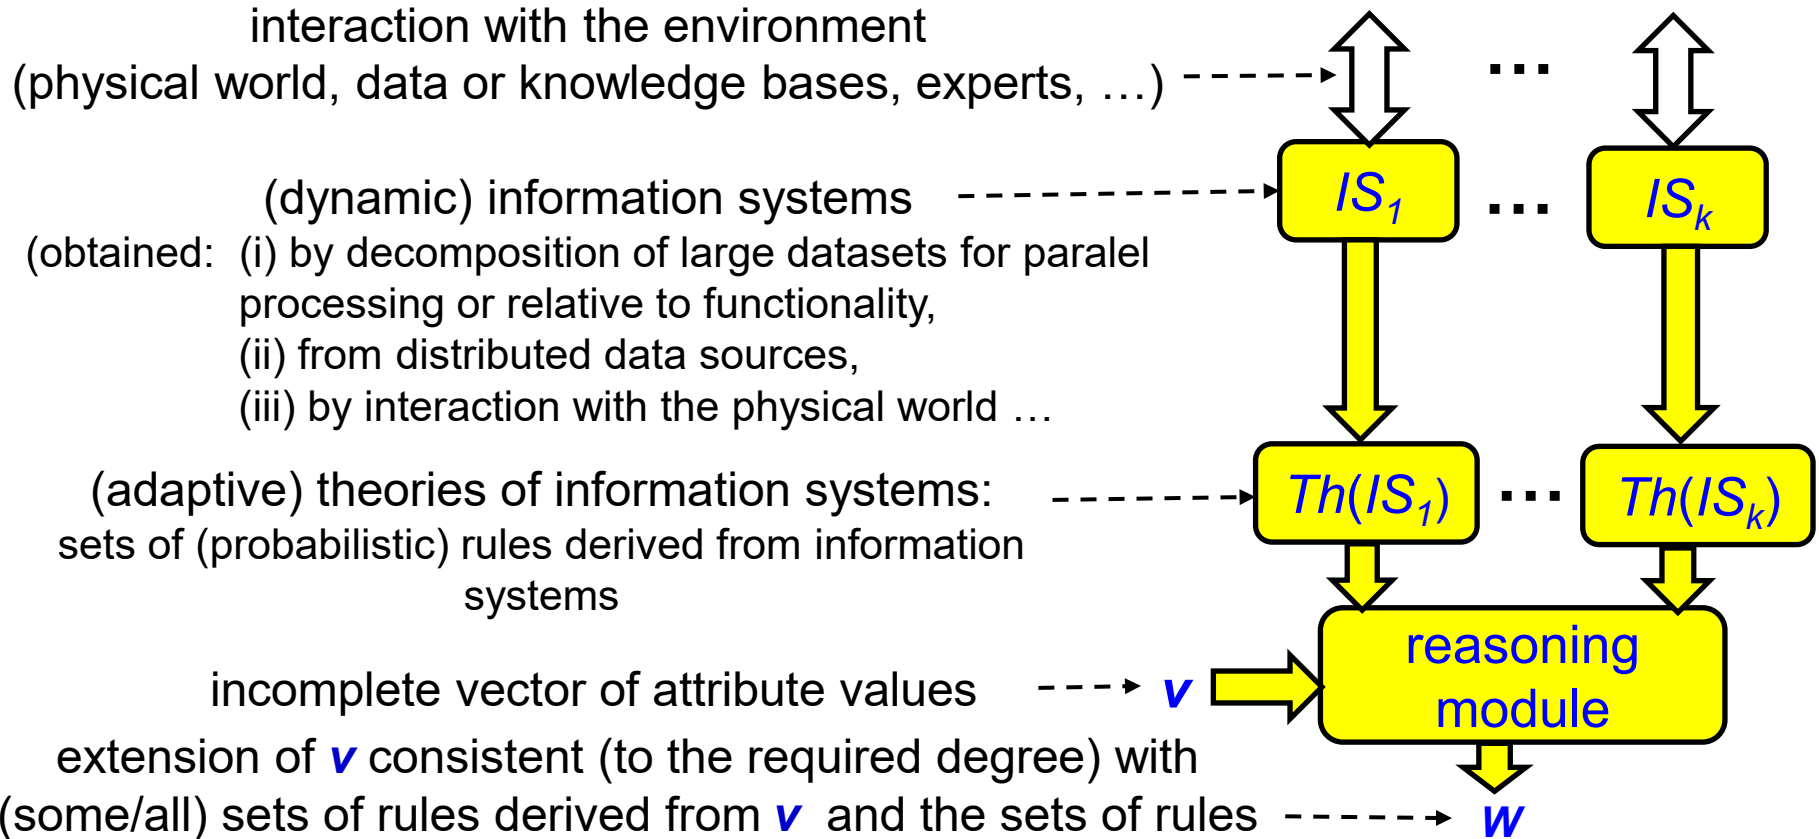 interaction with the environment
(physical world, data or knowledge bases, experts, …)
...
(dynamic) information systems
IS1 ... ISk
(obtained: (i) by decomposition of large datasets for paralel
processing or relative to functionality,
(ii) from distributed data sources,
(iii) by interaction with the physical world …
(adaptive) theories of information systems:
Th(IS1) ... Th(ISk)
sets of (probabilistic) rules derived from information
systems
reasoning
module
incomplete vector of attribute values
v
extension of v consistent (to the required degree) with
(some/all) sets of rules derived from v and the sets of rules
w